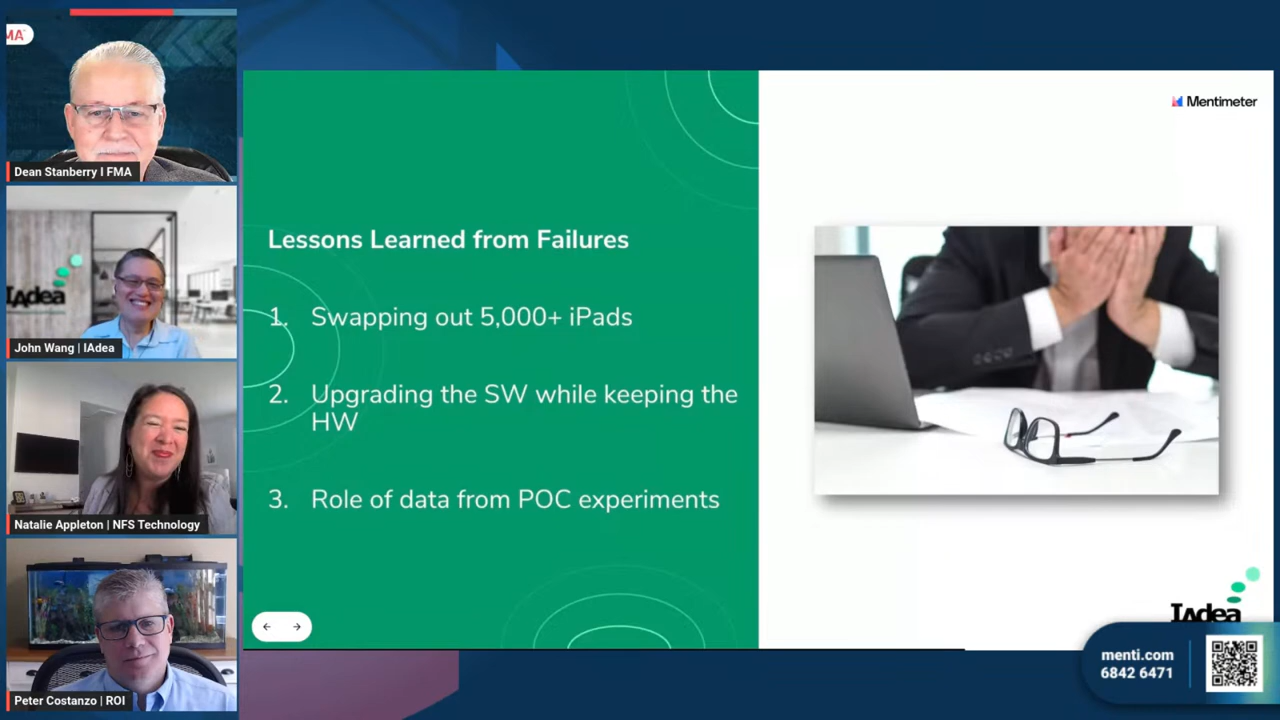 MA
Dean Stanberry I FMA
IAdea
John Wang | IAdea
Natalie Appleton | NFS Technology
Peter Costanzo | ROI
Lessons Learned from Failures
1. Swapping out 5,000+ iPads
2. Upgrading the SW while keeping the
HW
3. Role of data from POC experiments
Mentimeter
IAdea
menti.com
6842 6471